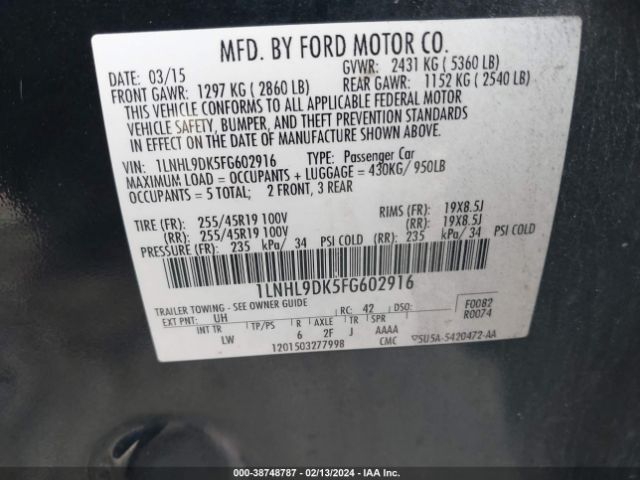 MFD. BY FORD MOTOR CO.
DATE: 03/15 GVWR: 2431 KG ( 5360 LB)
FRONT GAWR: 1297 KG ( 2860 LB) REAR GAWR: 1152 KG ( 2540 LB)
THIS VEHICLE CONFORMS TO ALL APPLICABLE FEDERAL MOTOR
VEHICLE SAFETY, BUMPER, AND THEFT PREVENTION STANDARDS
IN EFFECT ON THE DATE OF MANUFACTURE SHOWN ABOVE.
VIN: 1LNHL9DK5FG602916 TYPE: Passenger Car
MAXIMUM LOAD = OCCUPANTS + LUGGAGE = 430KG/ 950LB
OCCUPANTS = 5 TOTAL; 2 FRONT, 3 REAR
TIRE (FR): 255/45R19 100V RIMS (FR): 19X8.5J
(RR): 255/45R19 100V (RR): 19X8.5J
PRESSURE (FR): 235 kPa/ 34 PSI COLD (RR): 235 kPa/ 34 PSI COLD
1LNHL9DK5FG602916
TRAILER TOWING - SEE OWNER GUIDE
EXT PNT: UH RC: 42 DSO: F0082
R0074
INT TR TP/PS R AXLE TR SPR
LW 6 2F J AAAA
1201503277998 CMC 5U5A-5420472-AA
000-38748787 - 02/13/2024 - IAAI.COM